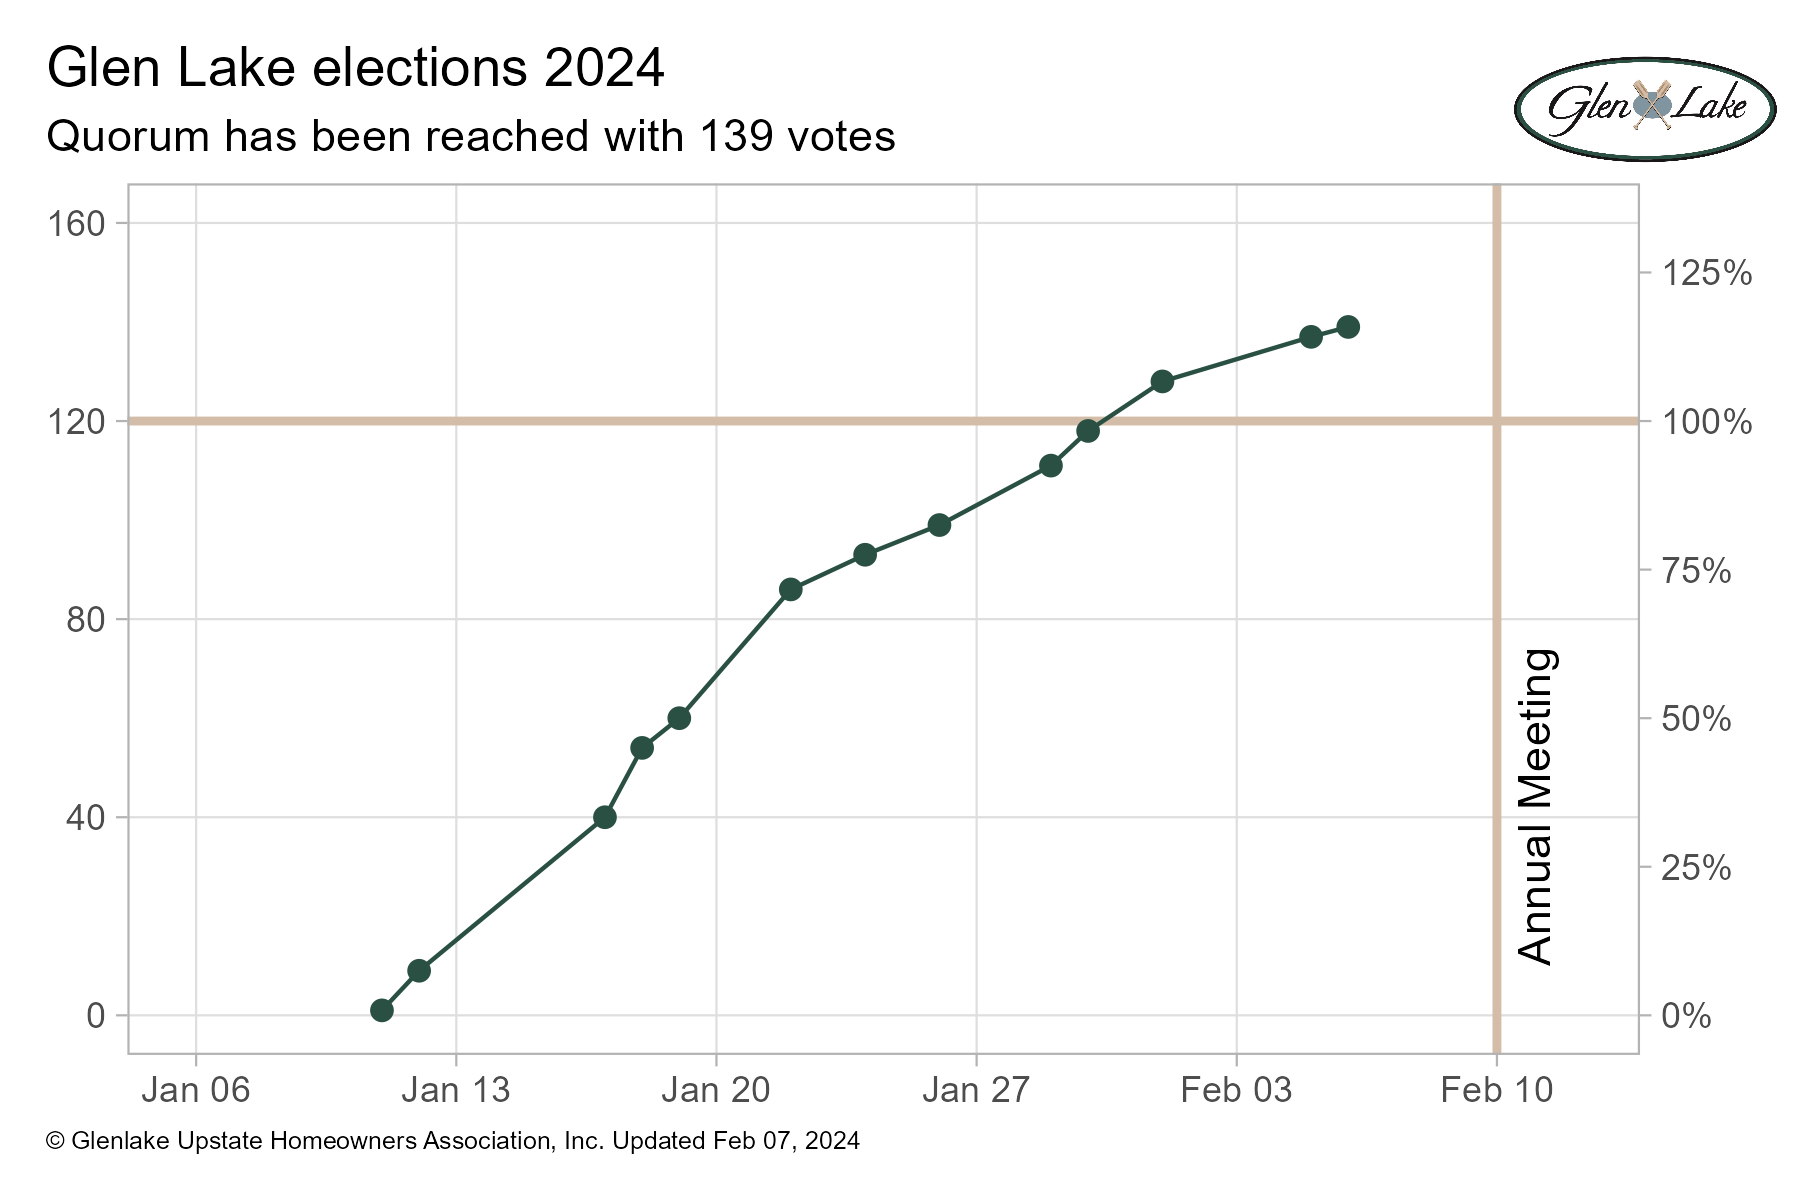 Glen Lake elections 2024
Quorum has been reached with 139 votes
Glen Lake
160
120
80
40
0
125%
100%
75%
50%
25%
0%
Annual Meeting
Jan 06 Jan 13 Jan 20 Jan 27 Feb 03 Feb 10
© Glenlake Upstate Homeowners Association, Inc. Updated Feb 07, 2024